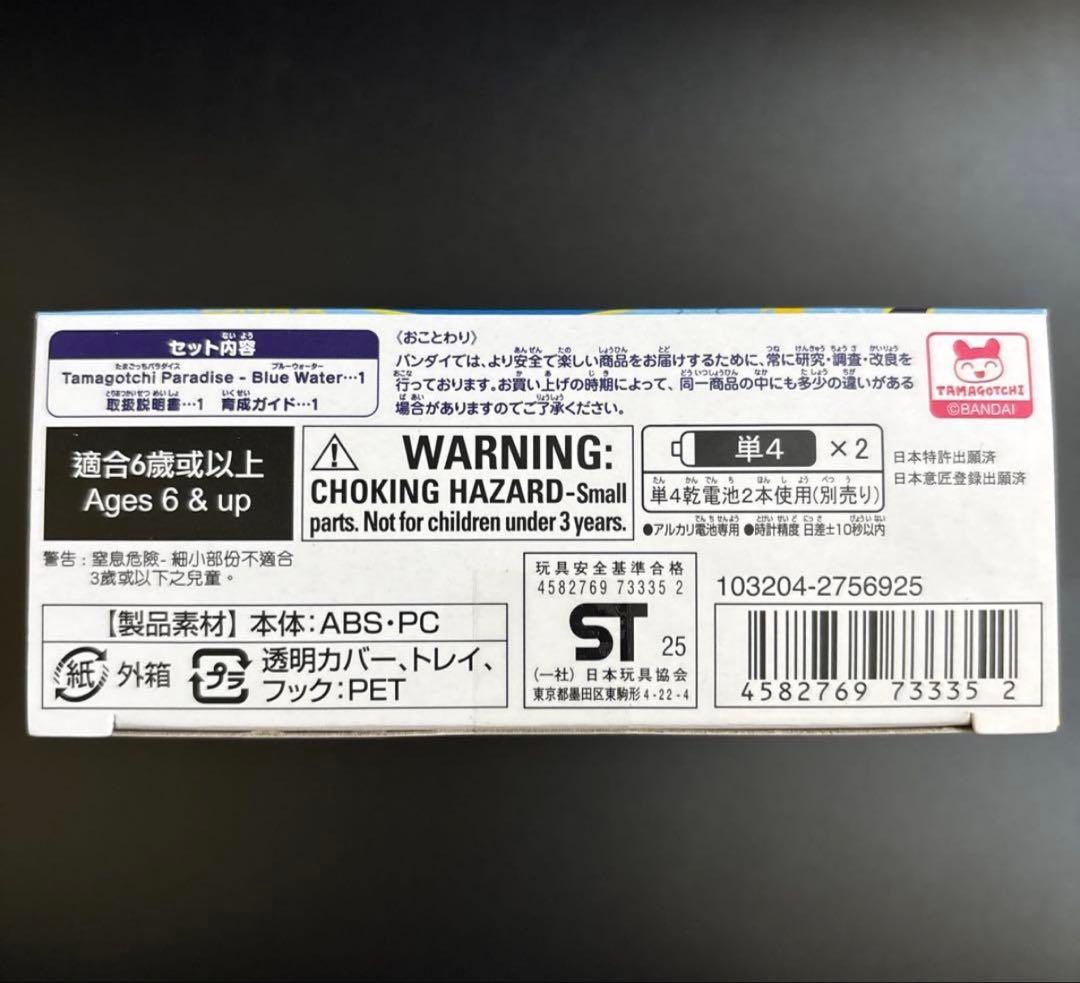 セット内容
Tamagotchi Paradise - Blue Water…1
取扱説明書…1 育成ガイド…1
〈おことわり〉
バンダイでは、より安全で楽しい商品をお届けするために、常に研究・調査・改良を
行っております。お買い上げの時期によって、同一商品の中にも多少の違いがある
場合がありますのでご了承ください。
TAMAGOTCHI
©BANDAI
適合6歲或以上
Ages 6 & up
WARNING:
CHOKING HAZARD-Small
parts. Not for children under 3 years.
単4 ×2
単4乾電池2本使用(別売り)
●アルカリ電池専用 ●時計精度 日差±10秒以内
日本特許出願済
日本意匠登録出願済
警告：窒息危險- 細小部份不適合
3歲或以下之兒童。
【製品素材】本体:ABS・PC
紙 外箱 プラ 透明カバー、トレイ、
フック:PET
玩具安全基準合格
4582769 73335 2
ST 25
(一社) 日本玩具協会
東京都墨田区東駒形4-22-4
103204-2756925
4582769 73335 2